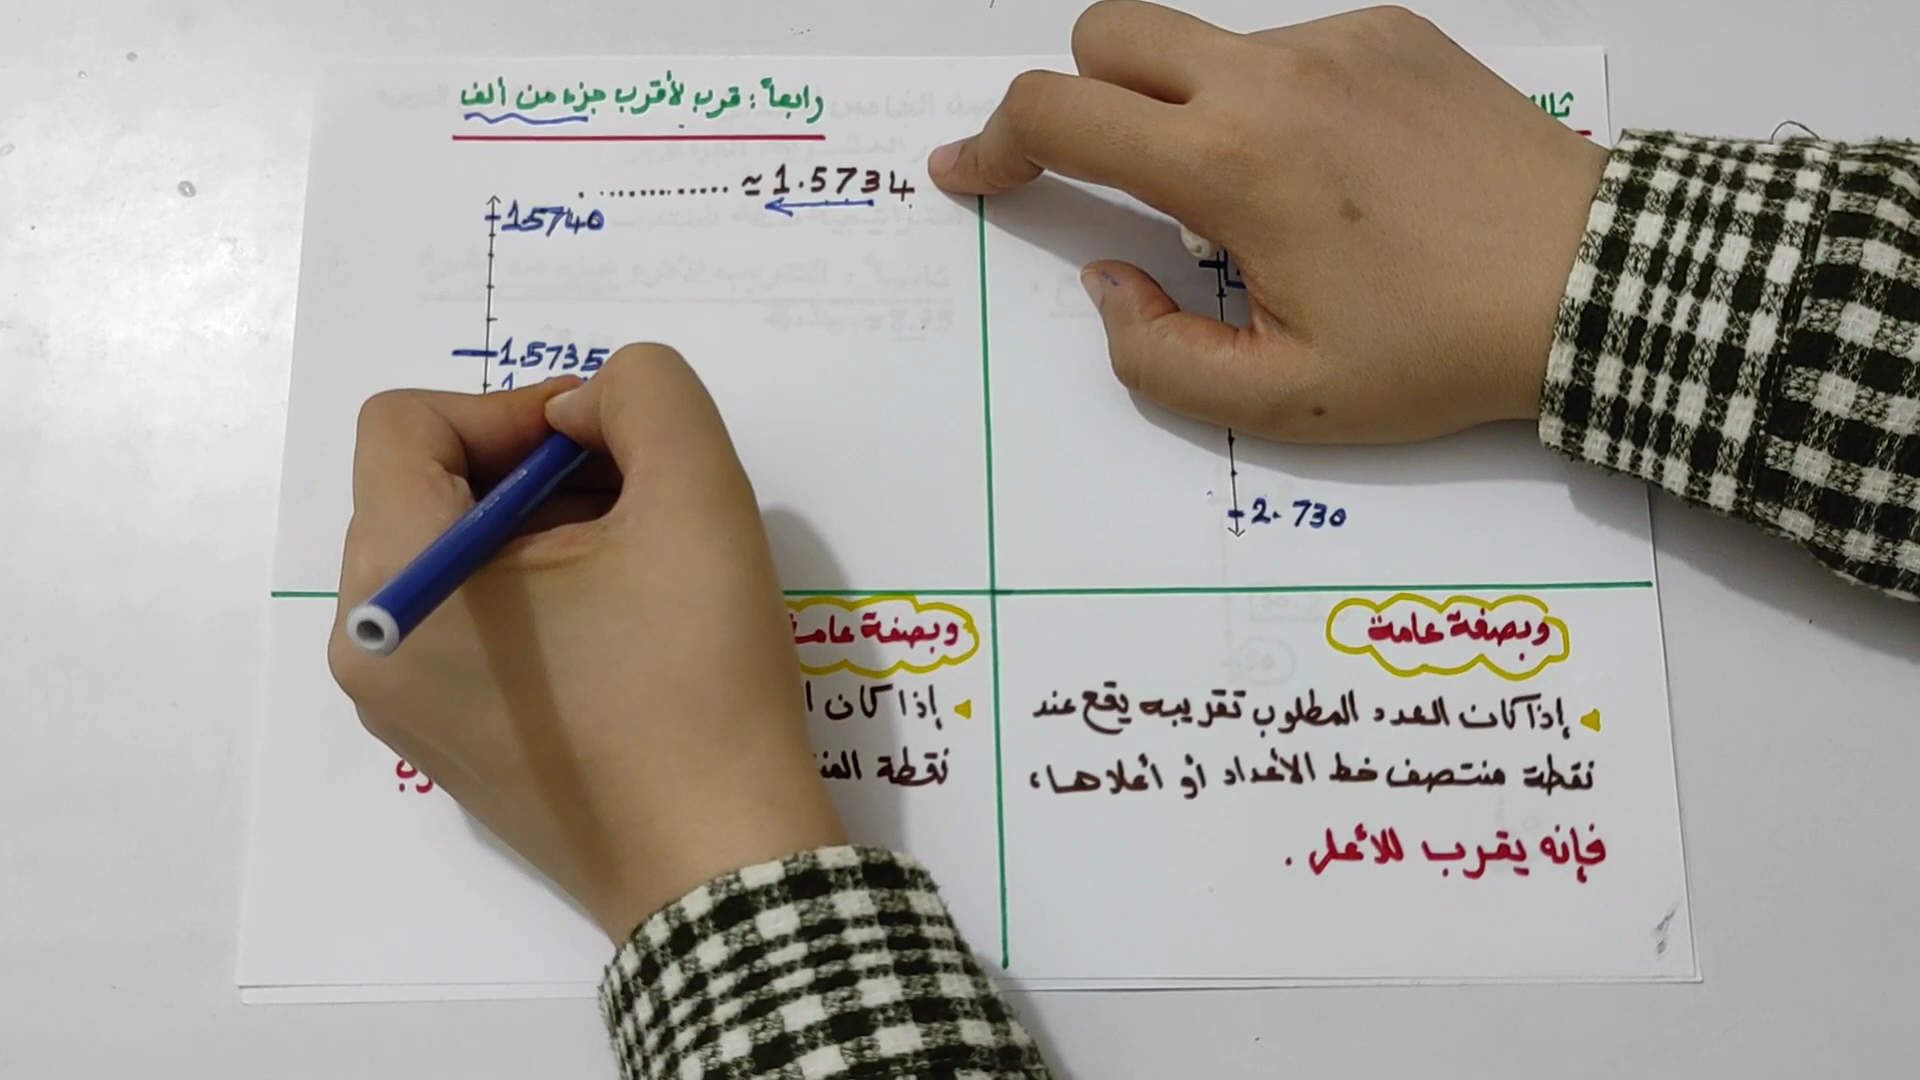 رابعاً : قرب لأقرب جزء من ألف
............ ≃ 1.5734
1.5740
1.5735
2.730
وبصفة عامة
إذا كان العدد المطلوب تقريبه يقع عند
نقطة منتصف خط الأعداد أو أعلاها،
فإنه يقرب للأعلى .
وبصفة عامة
إذا كان
نقطة